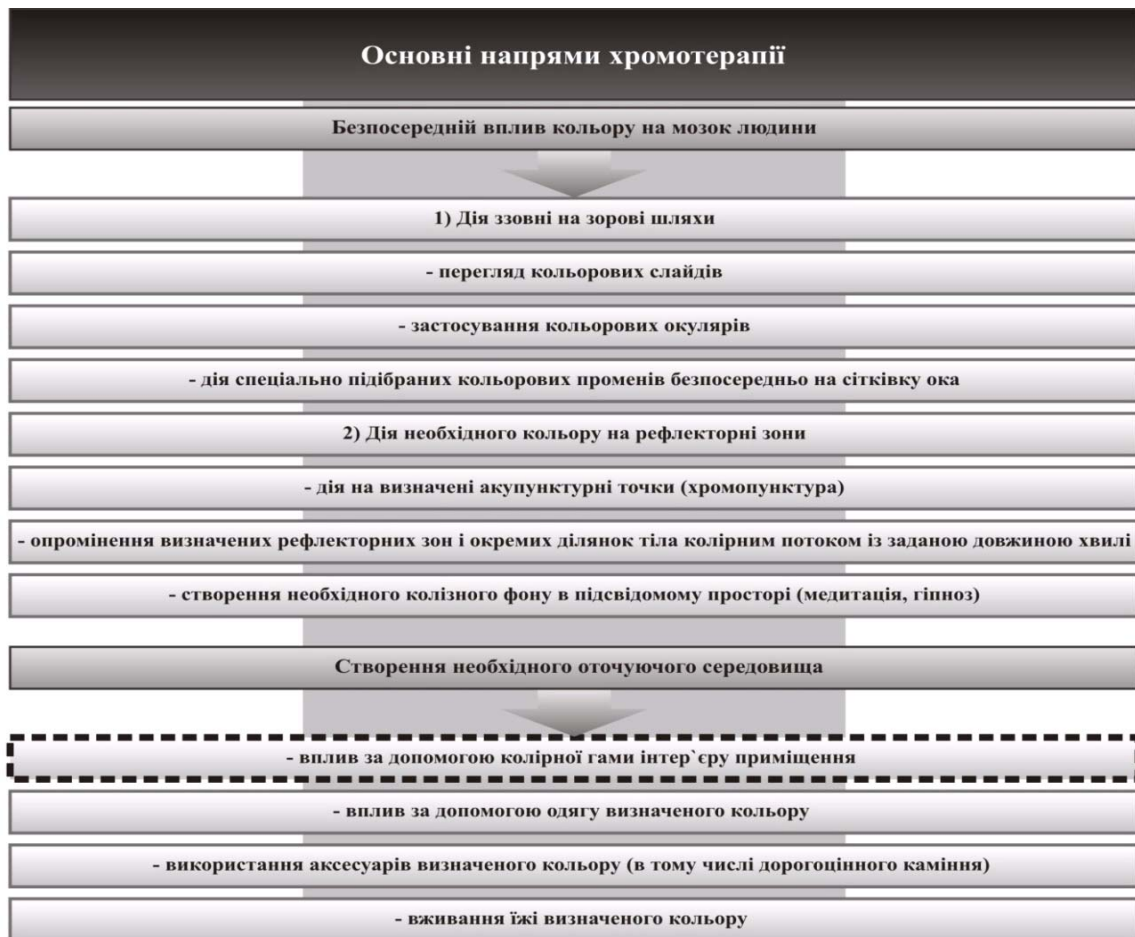 Основні напрями хромотерапії
Безпосередній вплив кольору на мозок людини
1) Дія ззовні на зорові шляхи
- перегляд кольорових слайдів
- застосування кольорових окулярів
- дія спеціально підібраних кольорових променів безпосередньо на сітківку ока
2) Дія необхідного кольору на рефлекторні зони
- дія на визначені акупунктурні точки (хромопунктура)
- опромінення визначених рефлекторних зон і окремих ділянок тіла колірним потоком із заданою довжиною хвилі
- створення необхідного колізного фону в підсвідомому просторі (медитація, гіпноз)
Створення необхідного оточуючого середовища
- вплив за допомогою колірної гами інтер`єру приміщення
- вплив за допомогою одягу визначеного кольору
- використання аксесуарів визначеного кольору (в тому числі дорогоцінного каміння)
- вживання їжі визначеного кольору